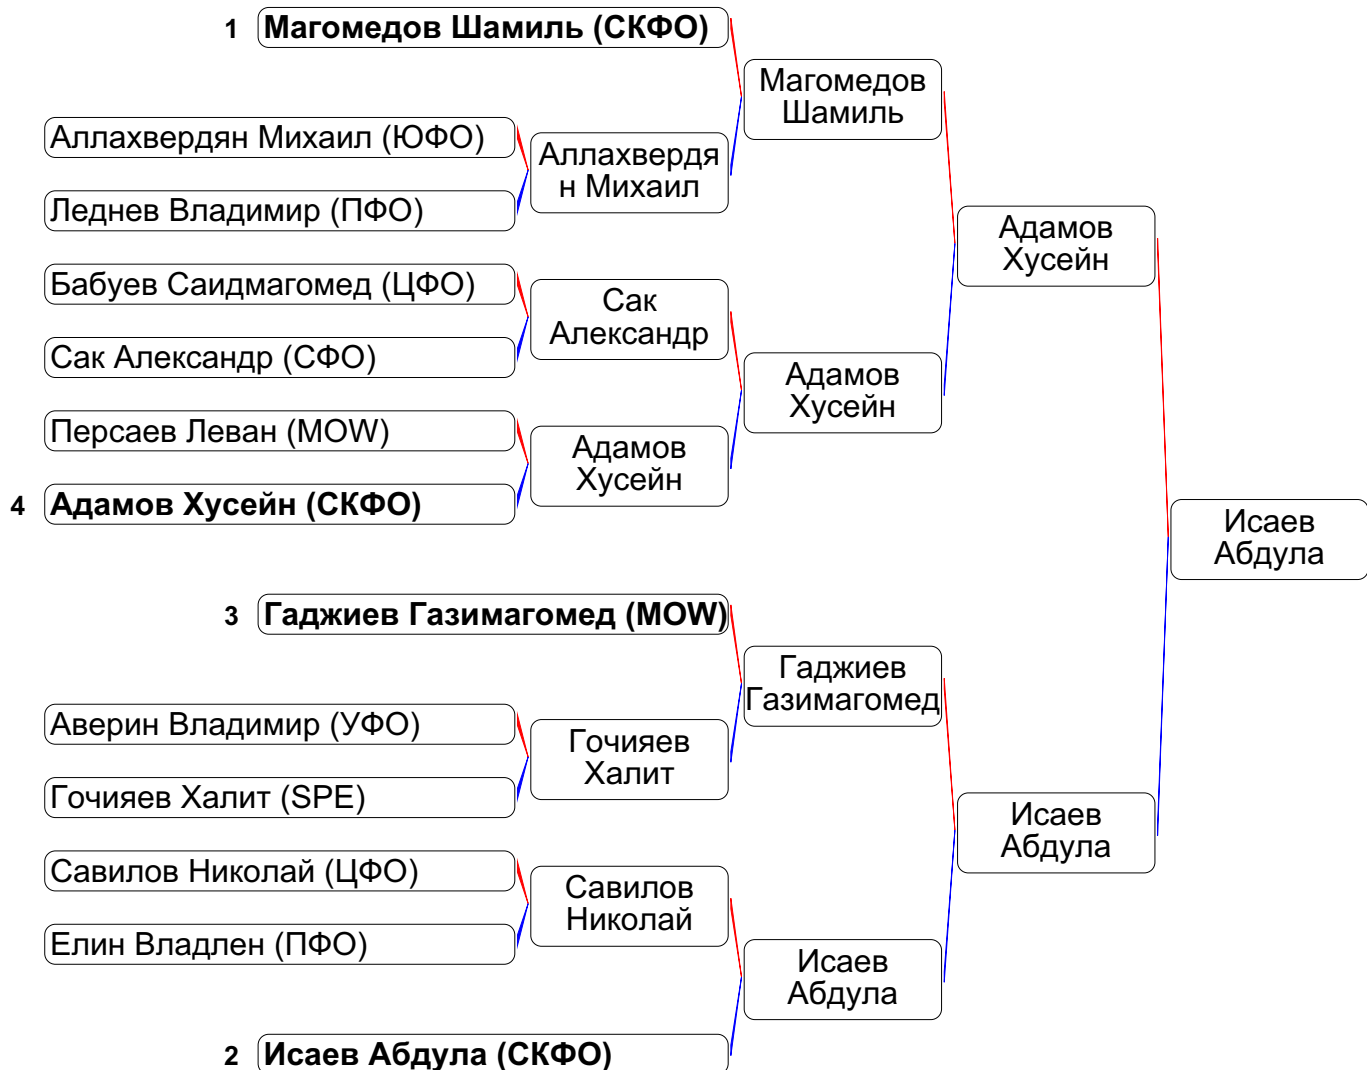 1 Магомедов Шамиль (СКФО)
Магомедов
Шамиль
Аллахвердян Михаил (ЮФО)
Аллахвердя
н Михаил
Леднев Владимир (ПФО)
Адамов
Хусейн
Бабуев Саидмагомед (ЦФО)
Сак
Александр
Сак Александр (СФО)
Адамов
Хусейн
Персаев Леван (MOW)
Адамов
Хусейн
4 Адамов Хусейн (СКФО)
Исаев
Абдула
3 Гаджиев Газимагомед (MOW)
Гаджиев
Газимагомед
Аверин Владимир (УФО)
Гочияев
Халит
Гочияев Халит (SPE)
Исаев
Абдула
Савилов Николай (ЦФО)
Савилов
Николай
Елин Владлен (ПФО)
Исаев
Абдула
2 Исаев Абдула (СКФО)